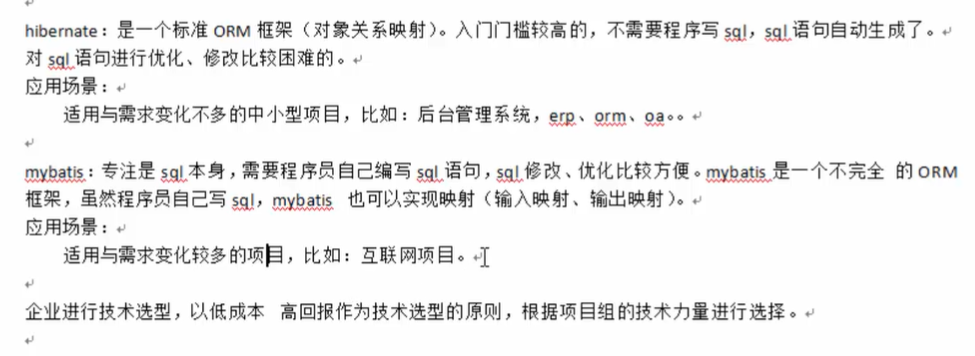 hibernate：是一个标准 ORM 框架（对象关系映射）。入门门槛较高的，不需要程序写 sql，sql 语句自动生成了。
对 sql 语句进行优化、修改比较困难的。
应用场景：
适用与需求变化不多的中小型项目，比如：后台管理系统，erp、orm、oa。。
mybatis：专注是 sql 本身，需要程序员自己编写 sql 语句，sql 修改、优化比较方便。mybatis 是一个不完全 的 ORM
框架，虽然程序员自己写 sql，mybatis 也可以实现映射（输入映射、输出映射）。
应用场景：
适用与需求变化较多的项目，比如：互联网项目。
企业进行技术选型，以低成本 高回报作为技术选型的原则，根据项目组的技术力量进行选择。